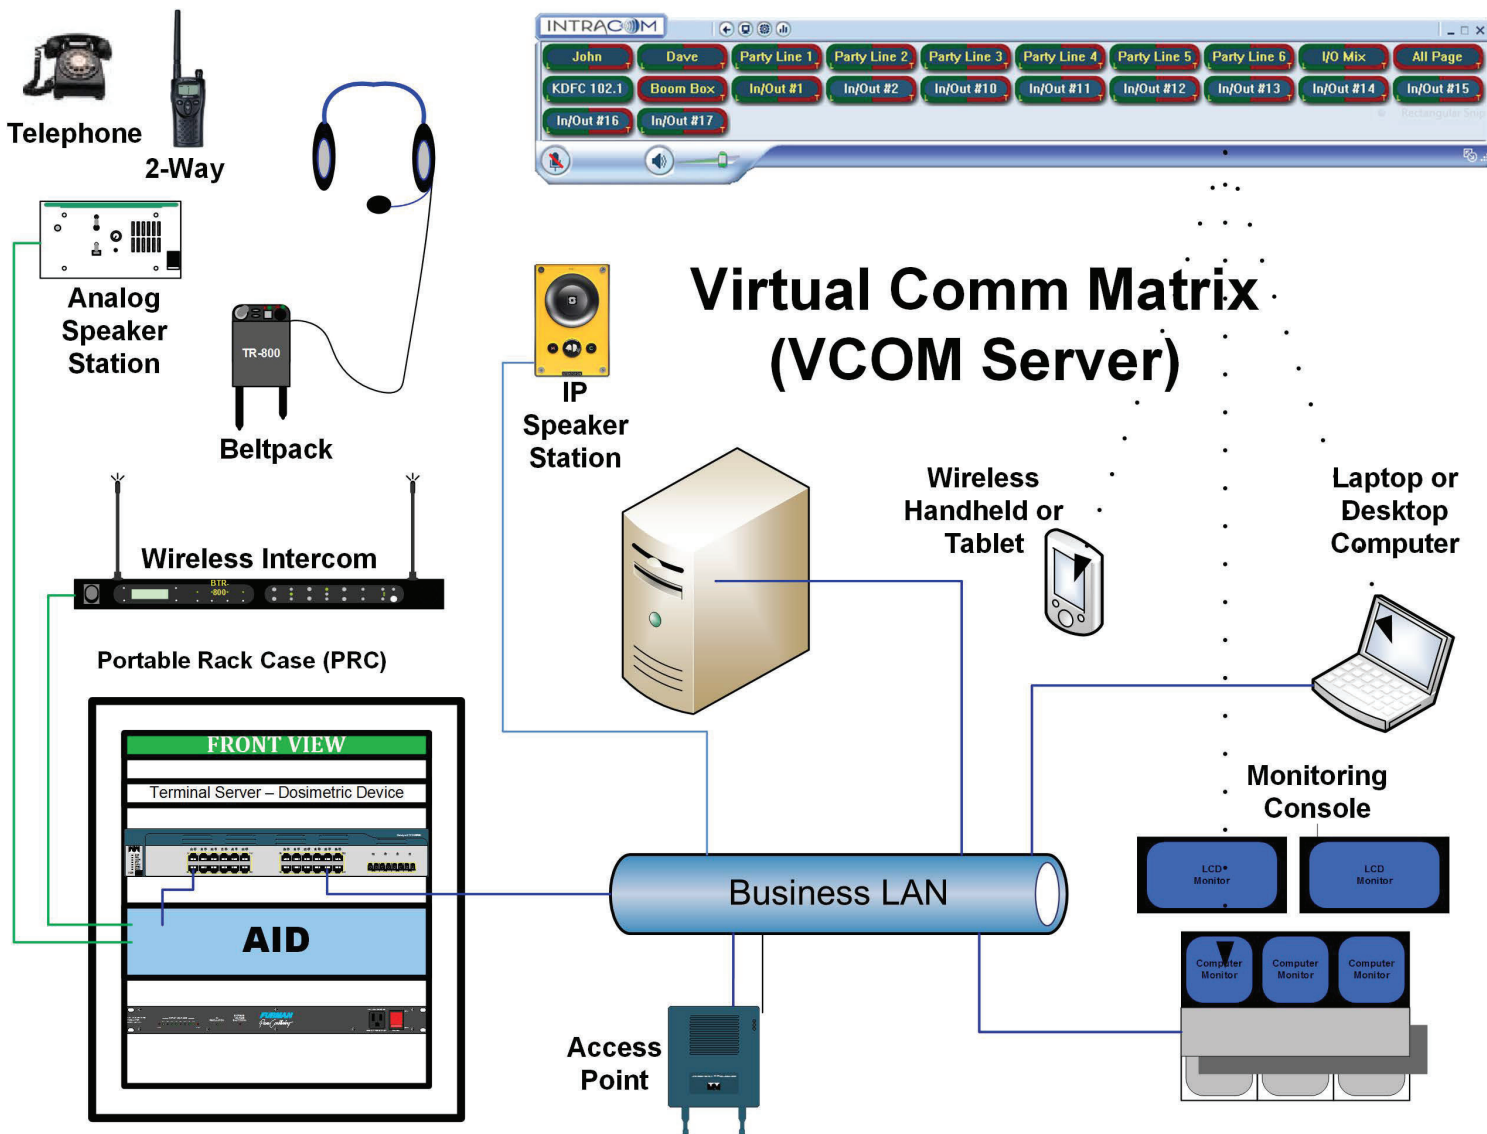 INTRACOM
John Dave Party Line 1 Party Line 2 Party Line 3 Party Line 4 Party Line 5 Party Line 6 I/O Mix All Page
KDFC 102.1 Boom Box In/Out #1 In/Out #2 In/Out #10 In/Out #11 In/Out #12 In/Out #13 In/Out #14 In/Out #15
In/Out #16 In/Out #17
Rectangular Snip
Telephone
2-Way
Analog
Speaker
Station
TR-800
Beltpack
IP
Speaker
Station
Virtual Comm Matrix
(VCOM Server)
Wireless
Handheld or
Tablet
Laptop or
Desktop
Computer
Wireless Intercom
BTR-
800
Portable Rack Case (PRC)
FRONT VIEW
Terminal Server – Dosimetric Device
AID
FURMAN
Business LAN
Access
Point
Monitoring
Console
LCD
Monitor
LCD
Monitor
Computer
Monitor
Computer
Monitor
Computer
Monitor